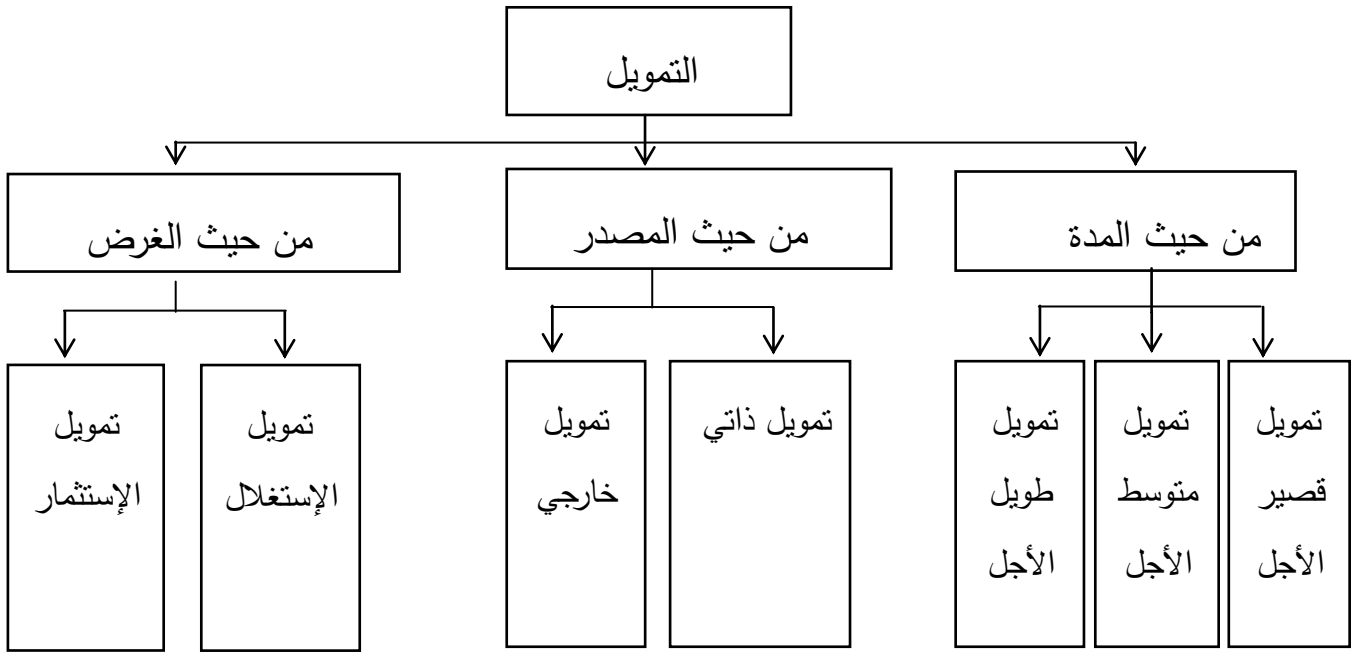 التمويل
من حيث المدة
من حيث المصدر
من حيث الغرض
تمويل
قصير
الأجل
تمويل
متوسط
الأجل
تمويل
طويل
الأجل
تمويل ذاتي
تمويل
خارجي
تمويل
الإستغلال
تمويل
الإستثمار